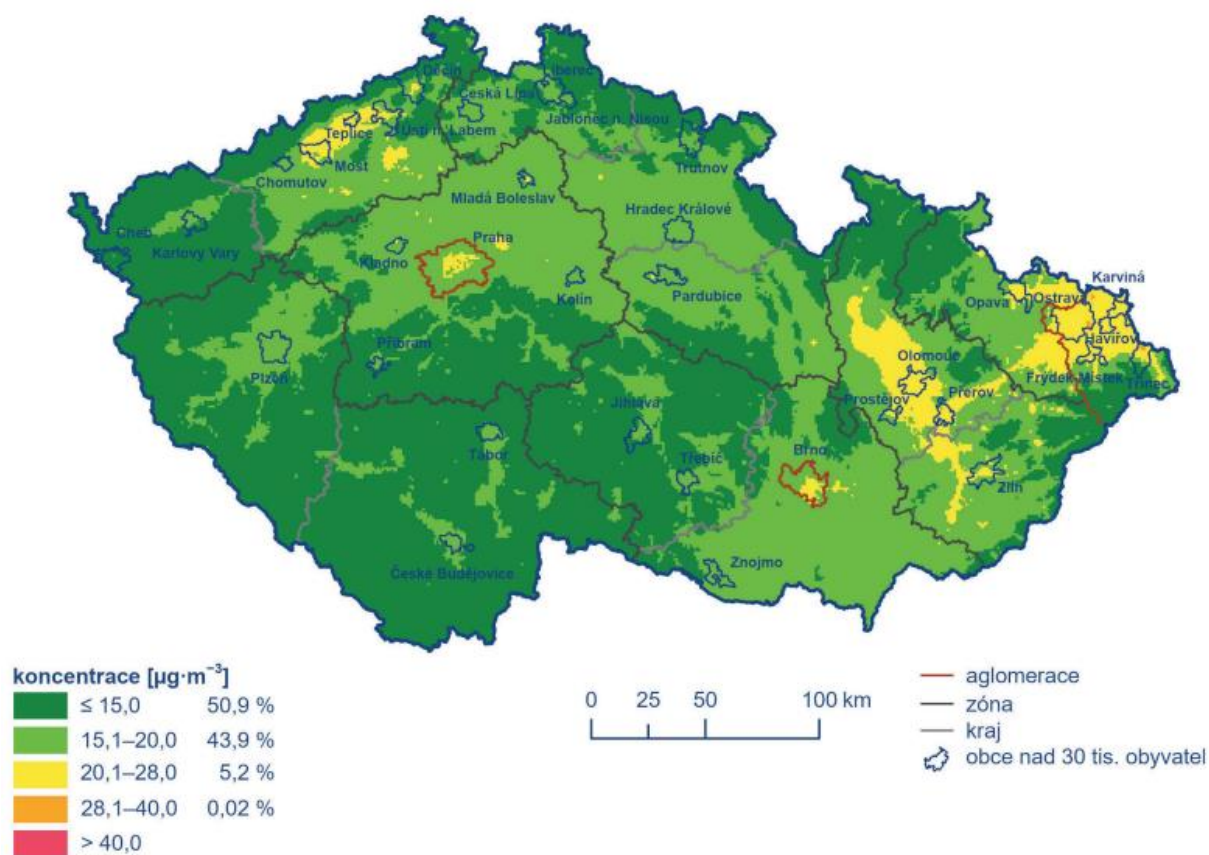 Děčín
Liberec
Česká Lípa
Jablonec n. Nisou
Teplice
Ústí n. Labem
Most
Trutnov
Chomutov
Mladá Boleslav
Hradec Králové
Cheb
Karlovy Vary
Praha
Kladno
Kolín
Pardubice
Karviná
Opava
Ostrava
Havířov
Příbram
Plzeň
Olomouc
Frýdek-Místek
Třinec
Prostějov
Přerov
Jihlava
Tábor
Třebíč
Brno
Zlín
České Budějovice
Znojmo
koncentrace [µg·m⁻³]
≤ 15,0 50,9 %
15,1–20,0 43,9 %
20,1–28,0 5,2 %
28,1–40,0 0,02 %
> 40,0
0 25 50 100 km
aglomerace
zóna
kraj
obce nad 30 tis. obyvatel